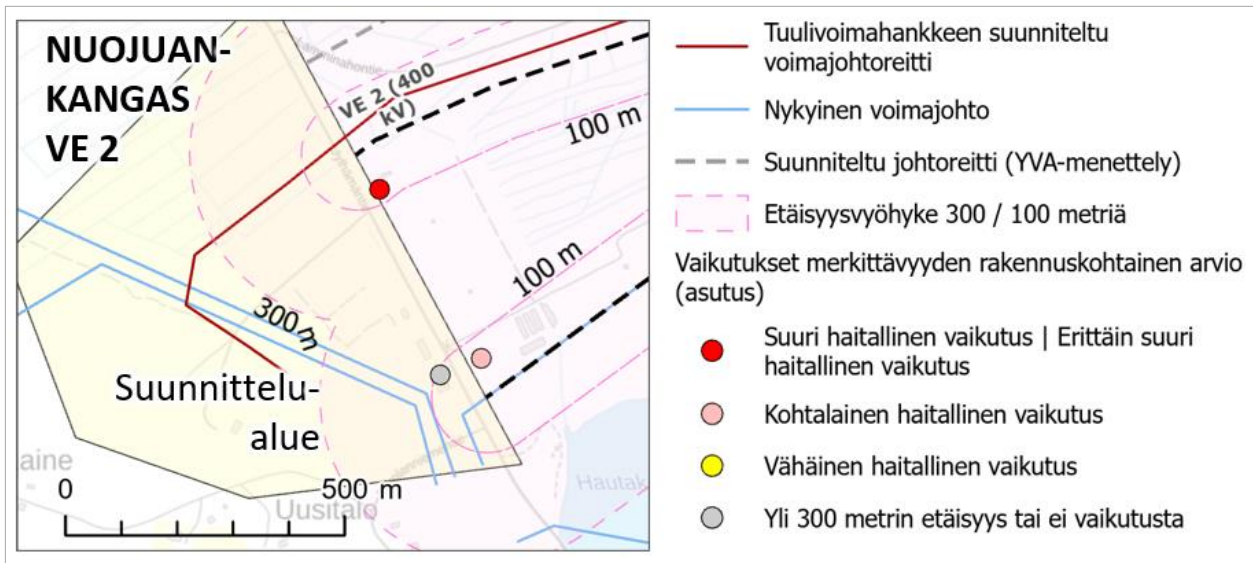 NUOJUAN-
KANGAS
VE 2
VE 2 (400
kV)
100 m
100 m
300 m
Suunnittelu-
alue
Uusitalo
Hautak
0
500 m
Tuulivoimahankkeen suunniteltu
voimajohtoreitti
Nykyinen voimajohto
Suunniteltu johtoreitti (YVA-menettely)
Etäisyysvyöhyke 300 / 100 metriä
Vaikutukset merkittävyyden rakennuskohtainen arvio
(asutus)
Suuri haitallinen vaikutus | Erittäin suuri
haitallinen vaikutus
Kohtalainen haitallinen vaikutus
Vähäinen haitallinen vaikutus
Yli 300 metrin etäisyys tai ei vaikutusta